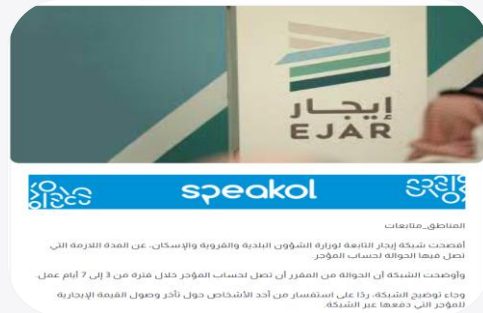 إيجار
EJAR
speakol
المناطق_متابعات
أفصحت شبكة إيجار التابعة لوزارة الشؤون البلدية والقروية والإسكان، عن المدة اللازمة التي
تصل فيها الحوالة لحساب المؤجر.
وأوضحت الشبكة أن الحوالة من المقرر أن تصل لحساب المؤجر خلال فترة من 3 إلى 7 أيام عمل.
وجاء توضيح الشبكة، ردًا على استفسار من أحد الأشخاص حول تأخر وصول القيمة الإيجارية
للمؤجر التي دفعها عبر الشبكة.